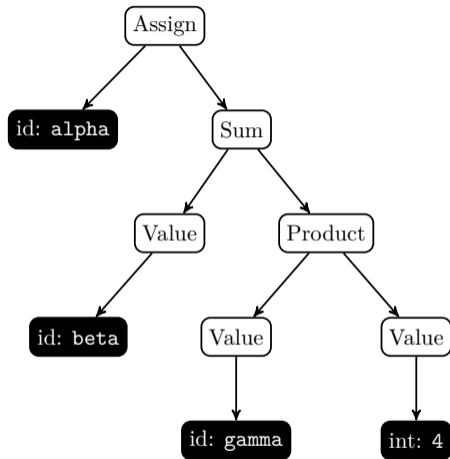 Assign
id: alpha
Sum
Value
Product
id: beta
Value
Value
id: gamma
int: 4